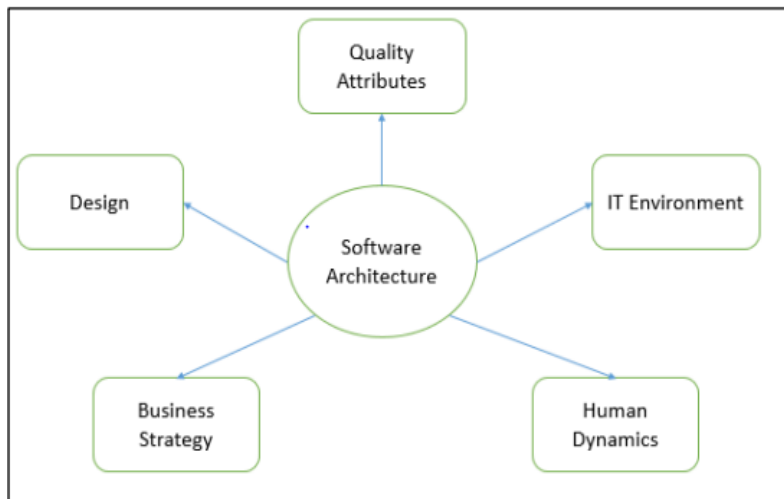 Quality
Attributes
Design
IT Environment
Software
Architecture
Business
Strategy
Human
Dynamics